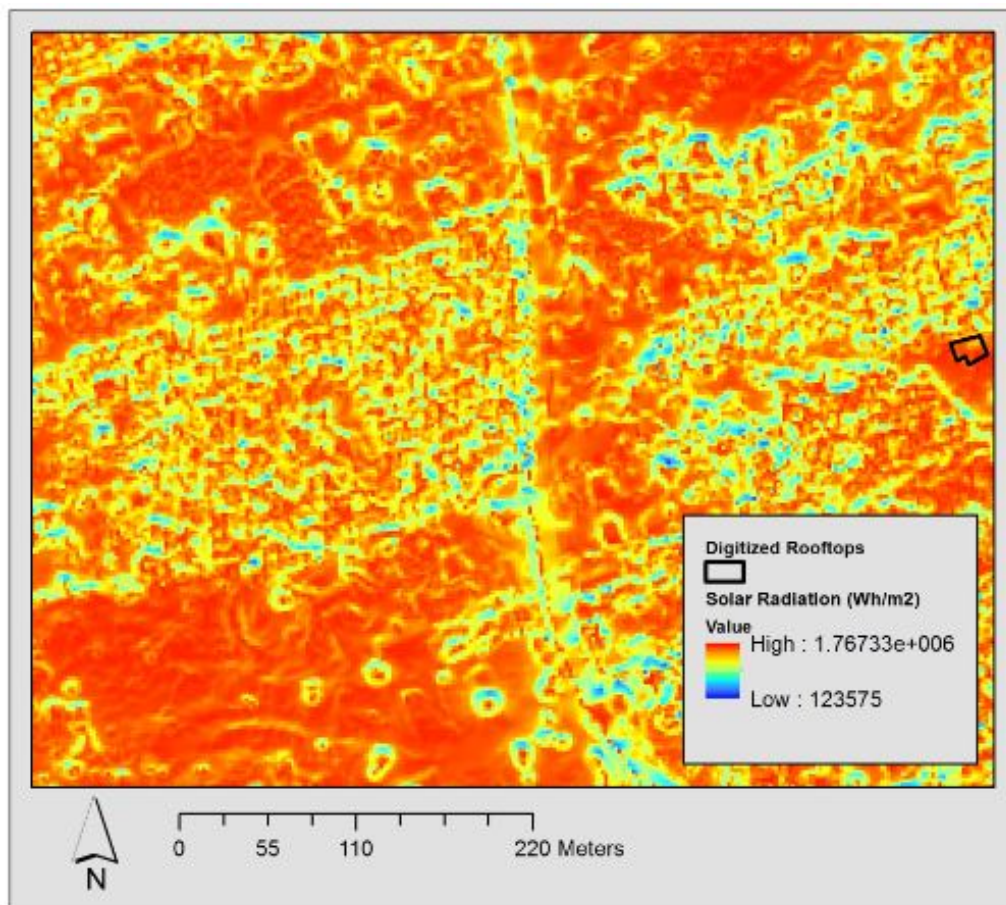 Digitized Rooftops
Solar Radiation (Wh/m2)
Value
High : 1.76733e+006
Low : 123575
0 55 110 220 Meters
N